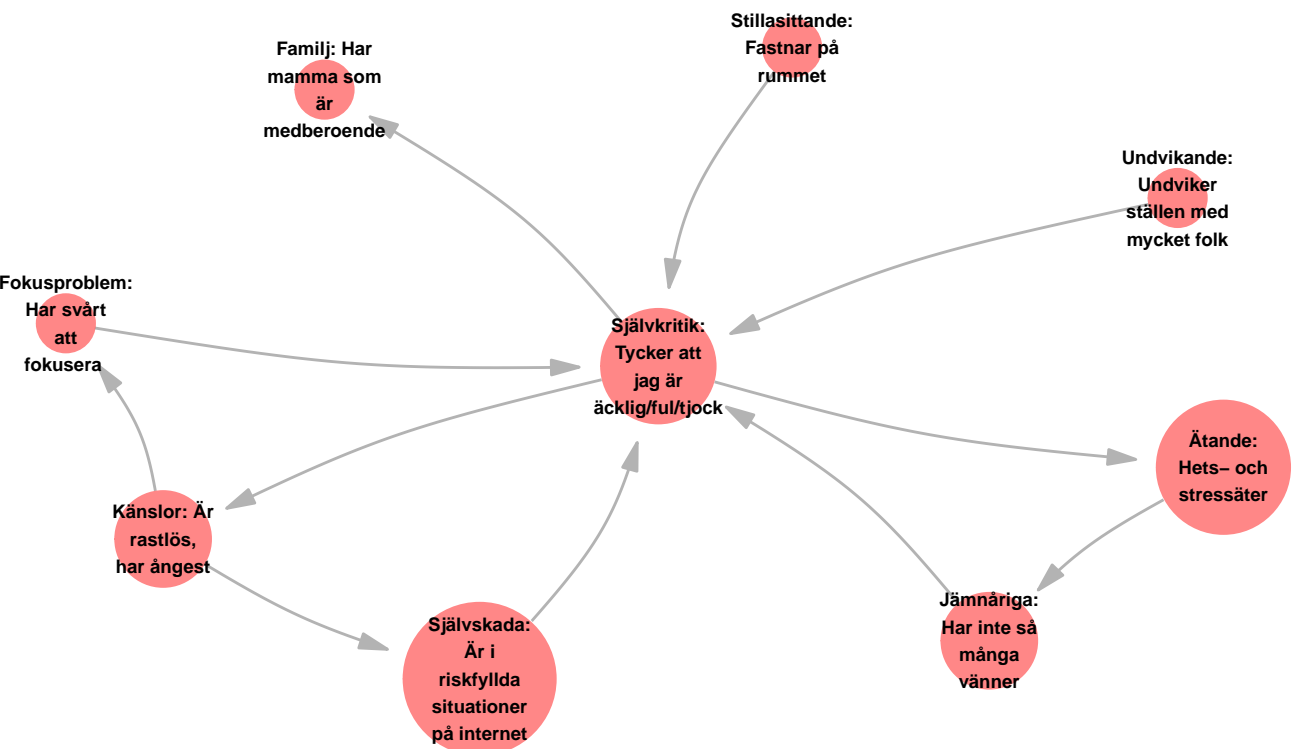 Stillasittande:
Fastnar på
rummet
Familj: Har
mamma som
är
medberoende
Undvikande:
Undviker
ställen med
mycket folk
Fokusproblem:
Har svårt
att
fokusera
Självkritik:
Tycker att
jag är
äcklig/ful/tjock
Ätande:
Hets– och
stressäter
Känslor: Är
rastlös,
har ångest
Jämnåriga:
Har inte så
många
vänner
Självskada:
Är i
riskfyllda
situationer
på internet